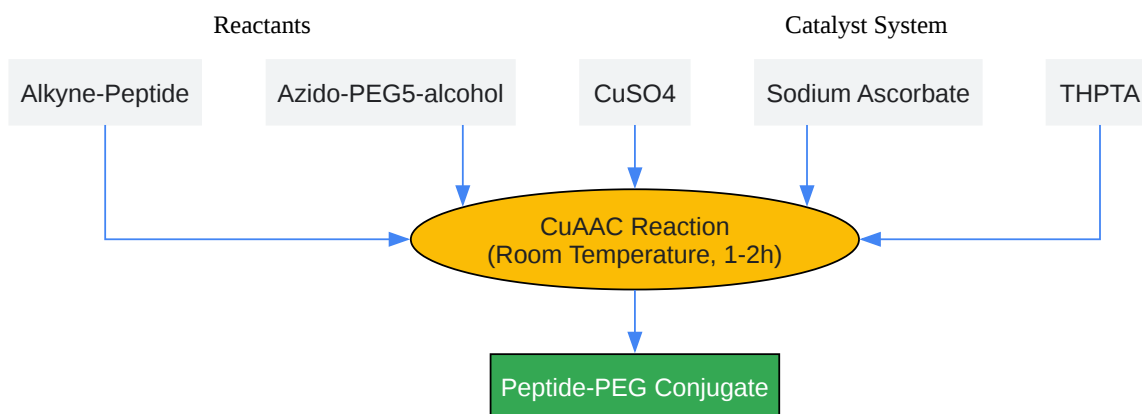 Reactants
Catalyst System
Alkyne-Peptide
Azido-PEG5-alcohol
CuSO4
Sodium Ascorbate
THPTA
CuAAC Reaction
(Room Temperature, 1-2h)
Peptide-PEG Conjugate